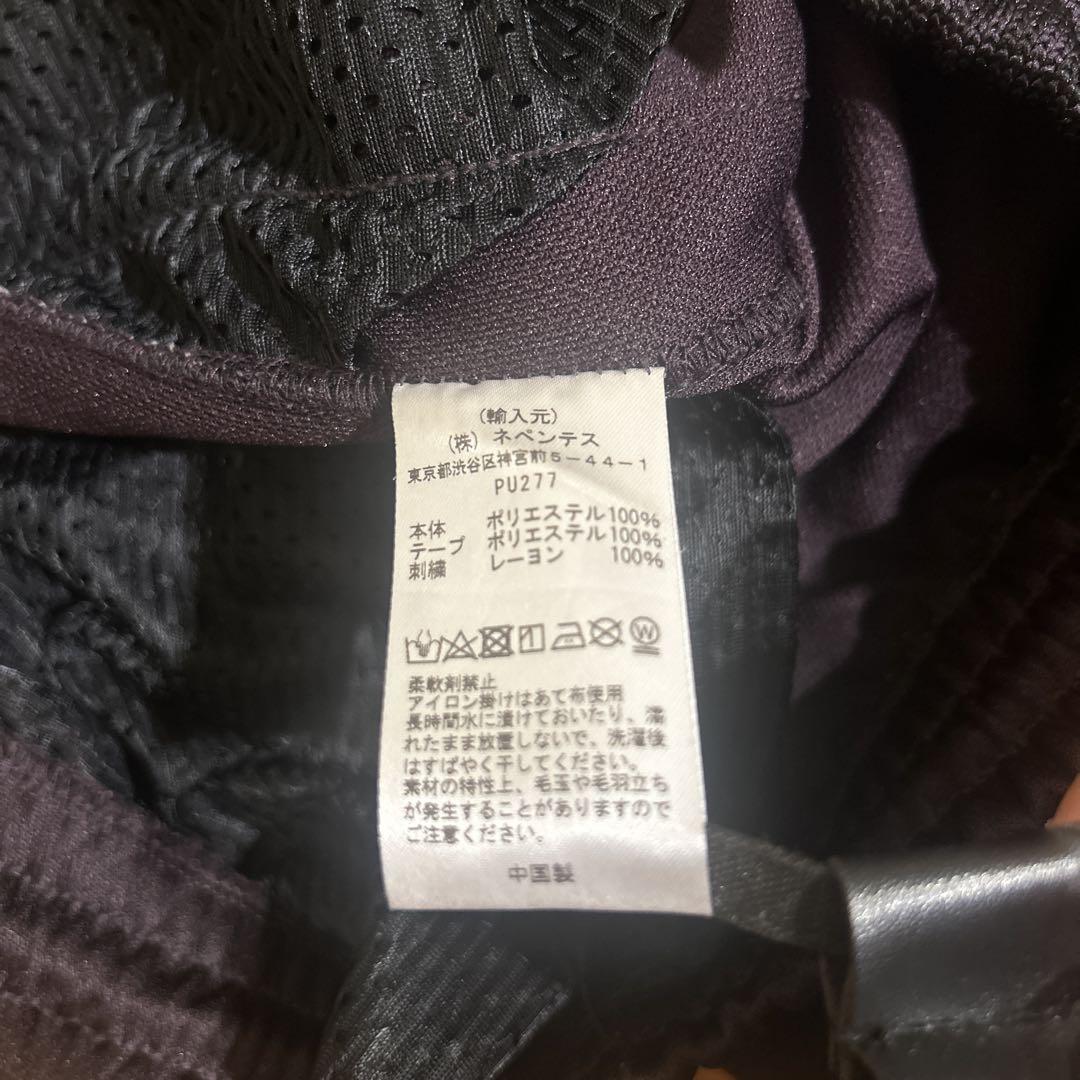 (輸入元)
(株) ネペンテス
東京都渋谷区神宮前5-44-1
PU277
本体 ポリエステル100%
テープ ポリエステル100%
刺繍 レーヨン 100%
W
柔軟剤禁止
アイロン掛けはあて布使用
長時間水に漬けておいたり、濡
れたまま放置しないで、洗濯後
はすばやく干してください。
素材の特性上、毛玉や毛羽立ち
が発生することがありますので
ご注意ください。
中国製